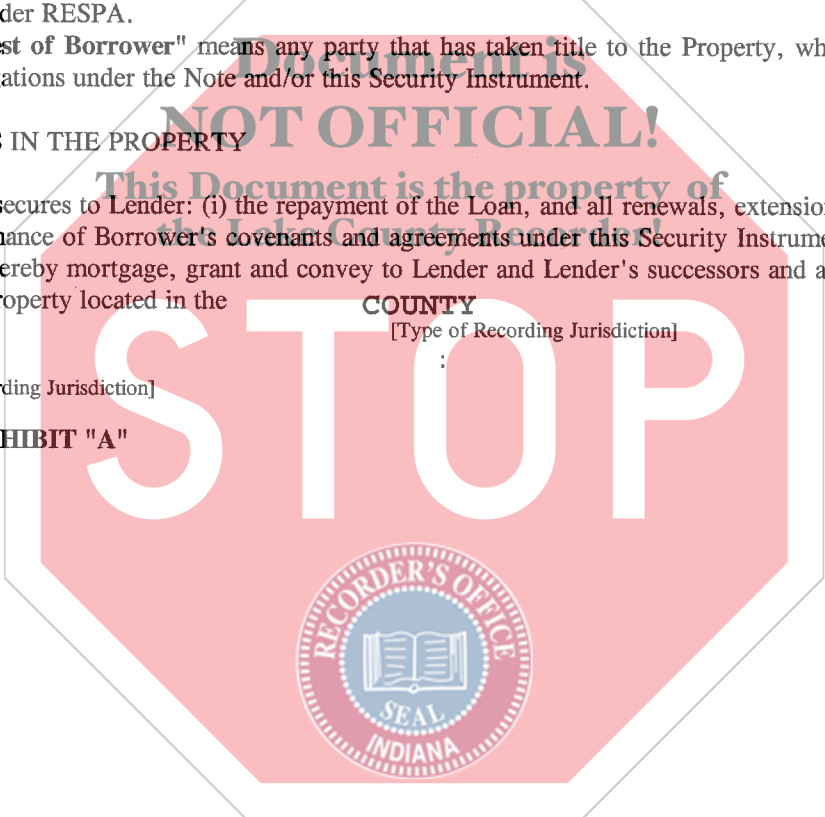 der RESPA.
st of Borrower" means any party that has taken title to the Property, wh
Document is
ations under the Note and/or this Security Instrument.
NOT OFFICIAL!
IN THE PROPERTY
This Document is the property of
secures to Lender: (i) the repayment of the Loan, and all renewals, extensio
the Lake County Recorder!
nance of Borrower's covenants and agreements under this Security Instrume
ereby mortgage, grant and convey to Lender and Lender's successors and a
operty located in the COUNTY
[Type of Recording Jurisdiction]
:
ding Jurisdiction]
HIBIT "A"
STOP
RECORDER'S OFFICE
SEAL
INDIANA